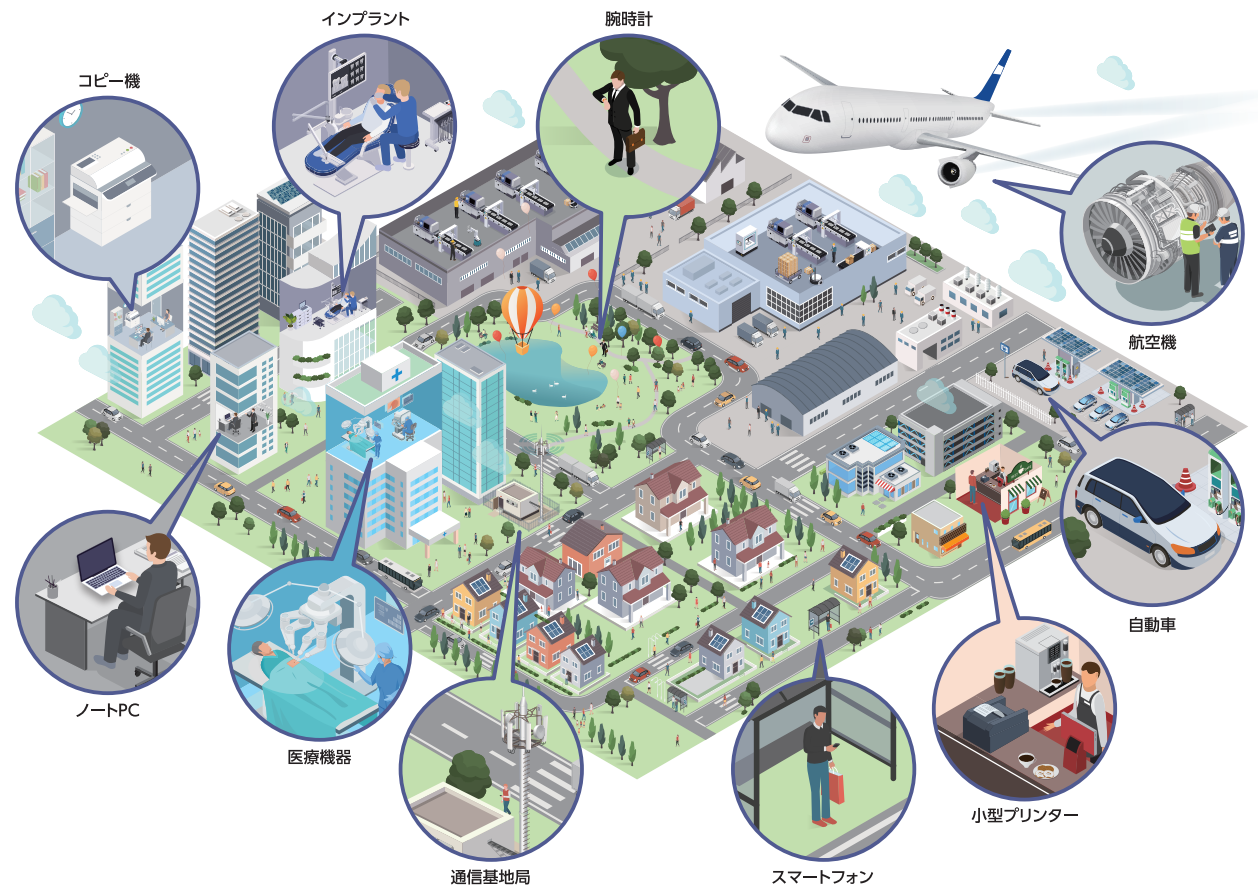 インプラント
腕時計
コピー機
航空機
自動車
ノートPC
医療機器
小型プリンター
通信基地局
スマートフォン